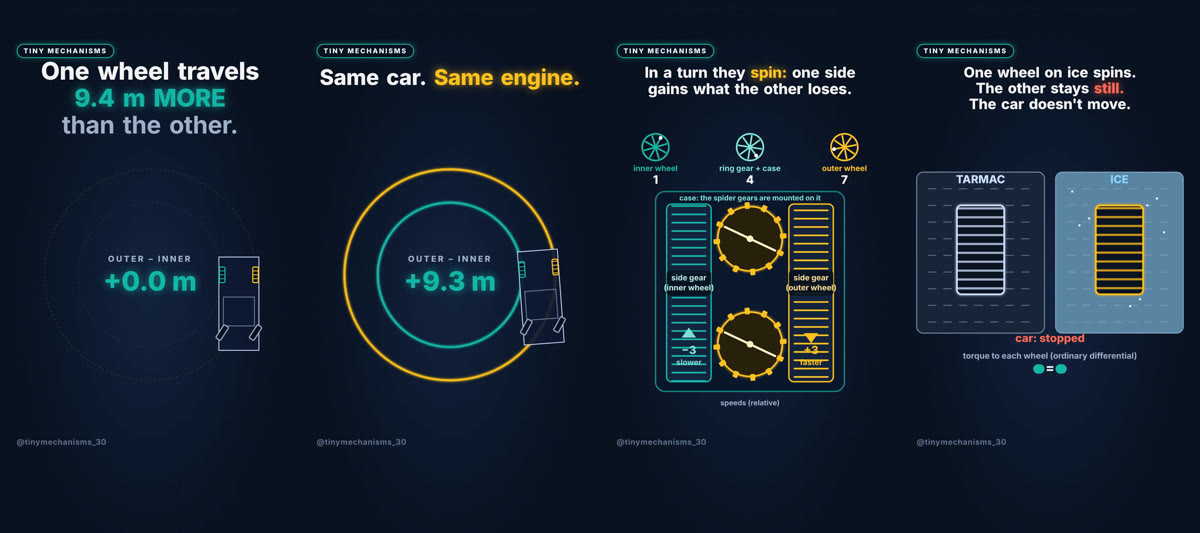 TINY MECHANISMS
One wheel travels
9.4 m MORE
than the other.
OUTER – INNER
+0.0 m
@tinymechanisms_30
TINY MECHANISMS
Same car. Same engine.
OUTER – INNER
+9.3 m
@tinymechanisms_30
TINY MECHANISMS
In a turn they spin: one side
gains what the other loses.
inner wheel
1
ring gear + case
4
outer wheel
7
case: the spider gears are mounted on it
side gear
(inner wheel)
side gear
(outer wheel)
−3
slower
+3
faster
speeds (relative)
@tinymechanisms_30
TINY MECHANISMS
One wheel on ice spins.
The other stays still.
The car doesn't move.
TARMAC
ICE
car: stopped
torque to each wheel (ordinary differential)
=
@tinymechanisms_30